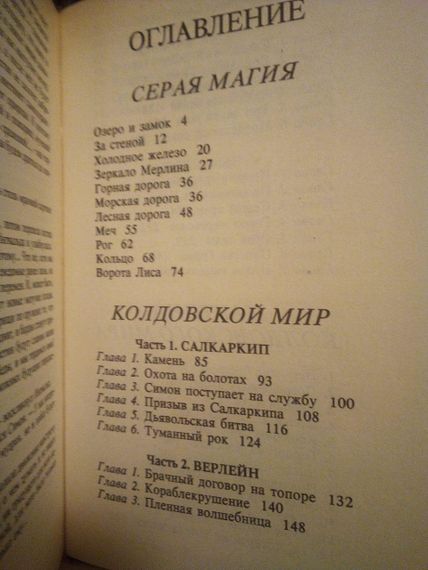 ОГЛАВЛЕНИЕ
СЕРАЯ МАГИЯ
Озеро и замок 4
За стеной 12
Холодное железо 20
Зеркало Мерлина 27
Горная дорога 36
Морская дорога 36
Лесная дорога 48
Меч 55
Рог 62
Кольцо 68
Ворота Лиса 74
КОЛДОВСКОЙ МИР
Часть 1. САЛКАРКИП
Глава 1. Камень 85
Глава 2. Охота на болотах 93
Глава 3. Симон поступает на службу 100
Глава 4. Призыв из Салкаркипа 108
Глава 5. Дьявольская битва 116
Глава 6. Туманный рок 124
Часть 2. ВЕРЛЕЙН
Глава 1. Брачный договор на топоре 132
Глава 2. Кораблекрушение 140
Глава 3. Пленная волшебница 148